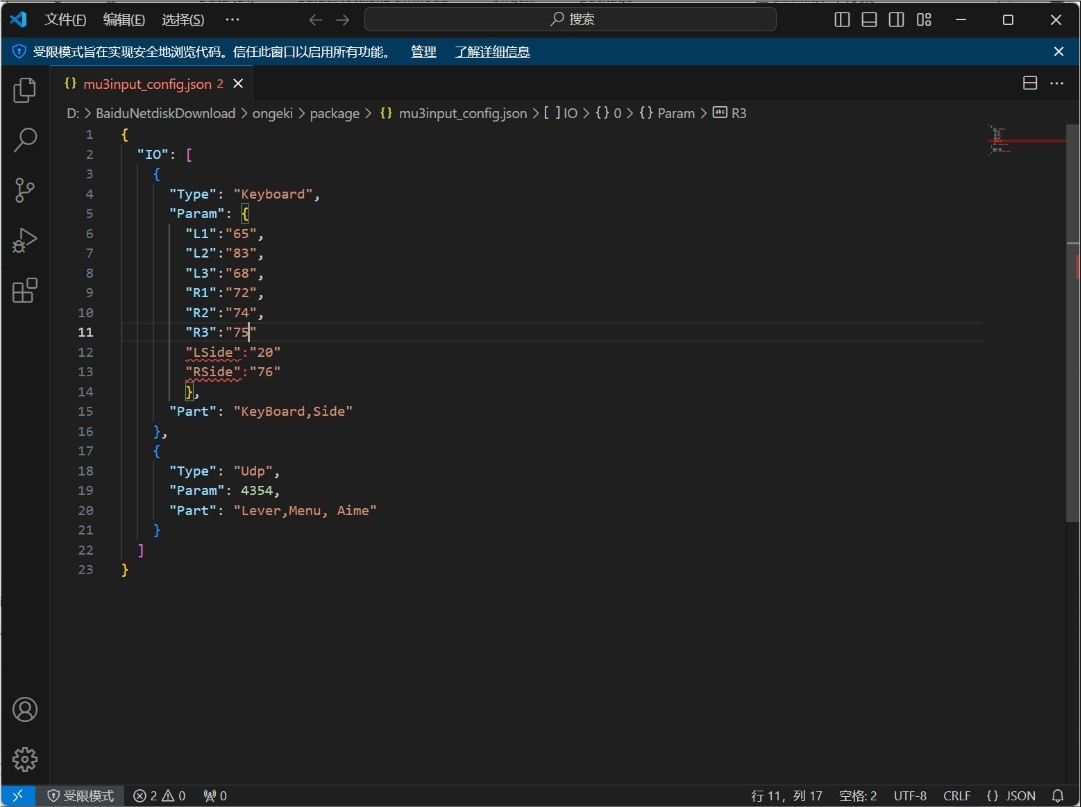 文件(F) 编辑(E) 选择(S) ··· 搜索
受限模式旨在实现安全地浏览代码。信任此窗口以启用所有功能。 管理 了解详细信息
{} mu3input_config.json 2
D: > BaiduNetdiskDownload > ongeki > package > {} mu3input_config.json > [ ] IO > {} 0 > {} Param > abc R3
1 {
2 "IO": [
3 {
4 "Type": "Keyboard",
5 "Param": {
6 "L1":"65",
7 "L2":"83",
8 "L3":"68",
9 "R1":"72",
10 "R2":"74",
11 "R3":"75"
12 "LSide":"20"
13 "RSide":"76"
14 },
15 "Part": "KeyBoard,Side"
16 },
17 {
18 "Type": "Udp",
19 "Param": 4354,
20 "Part": "Lever,Menu, Aime"
21 }
22 ]
23 }
受限模式 2 0 0 行 11，列 17 空格: 2 UTF-8 CRLF {} JSON